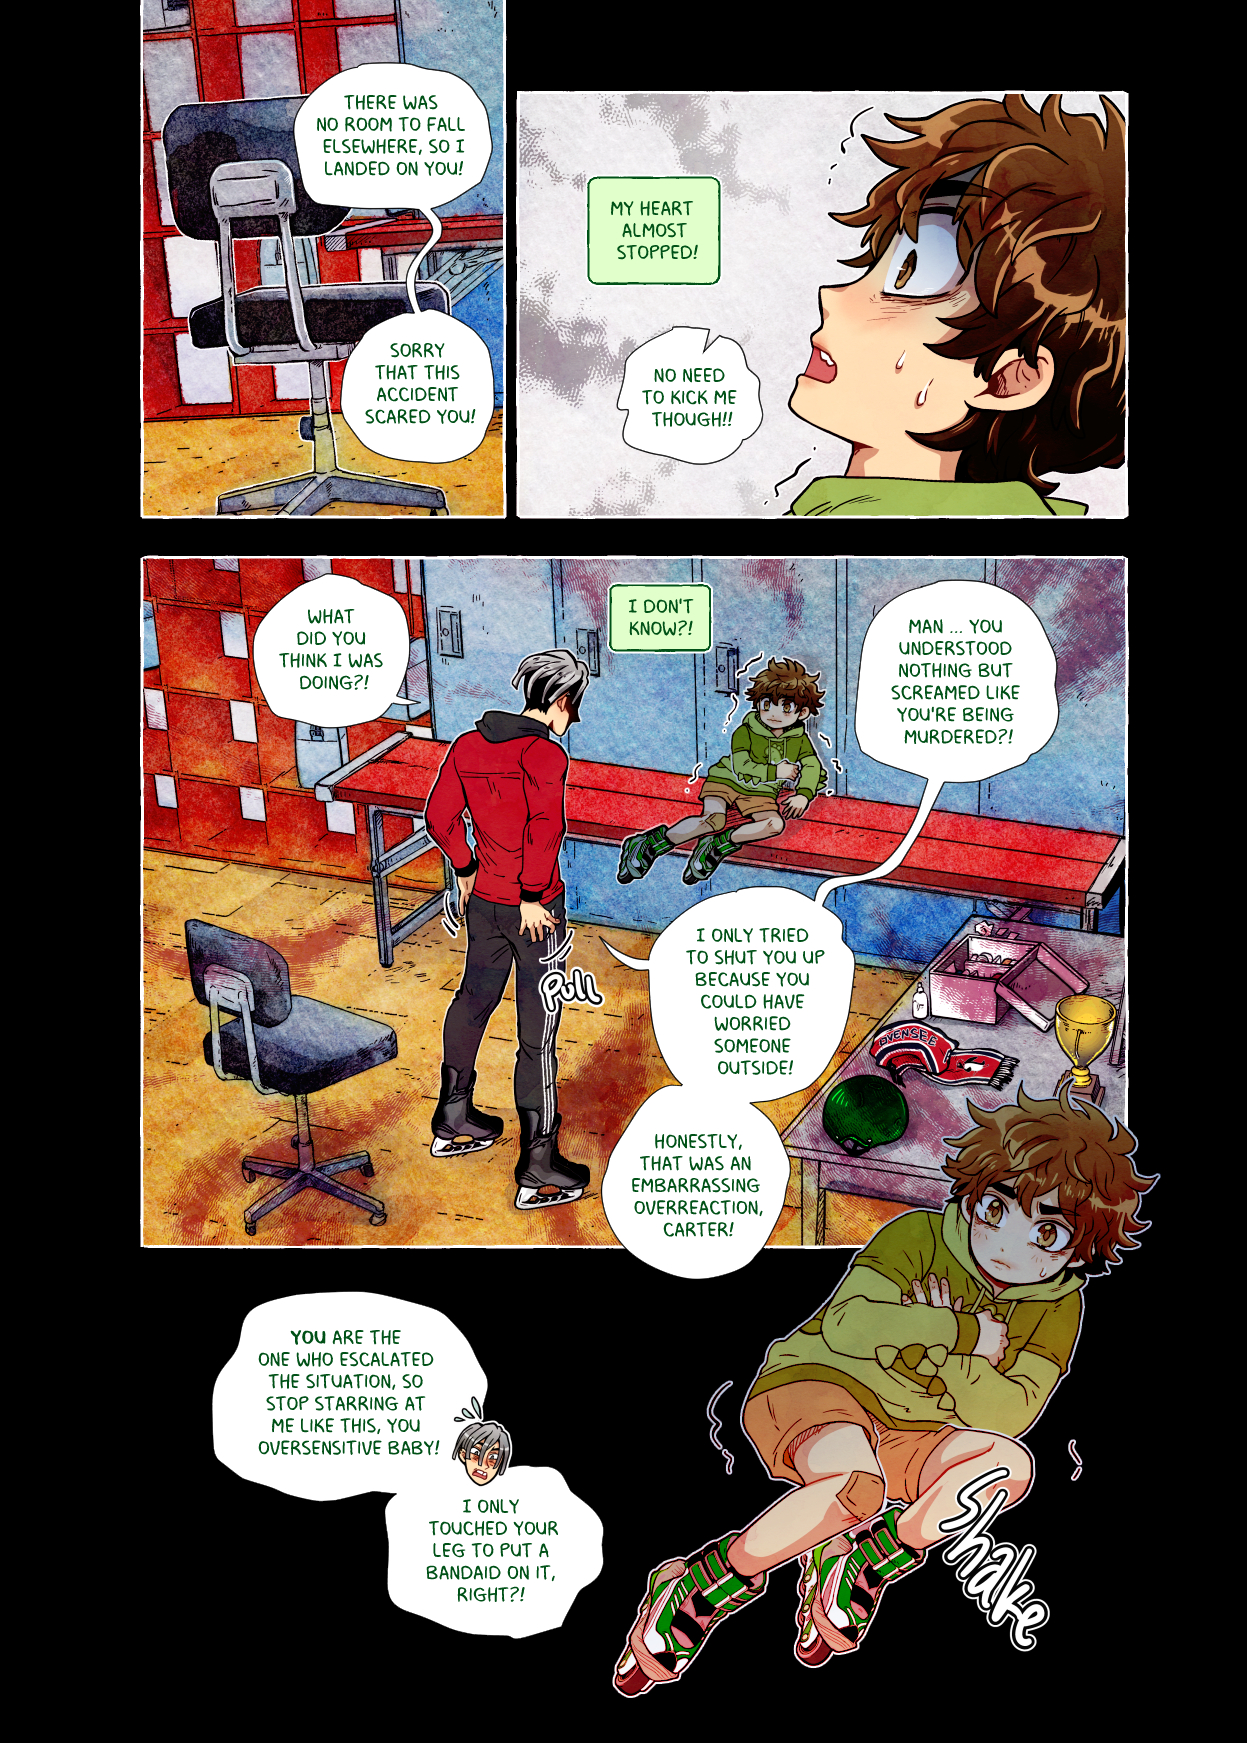 THERE WAS
NO ROOM TO FALL
ELSEWHERE, SO I
LANDED ON YOU!
SORRY
THAT THIS
ACCIDENT
SCARED YOU!
MY HEART
ALMOST
STOPPED!
NO NEED
TO KICK ME
THOUGH!!
WHAT
DID YOU
THINK I WAS
DOING?!
I DON'T
KNOW?!
MAN ... YOU
UNDERSTOOD
NOTHING BUT
SCREAMED LIKE
YOU'RE BEING
MURDERED?!
I ONLY TRIED
TO SHUT YOU UP
BECAUSE YOU
COULD HAVE
WORRIED
SOMEONE
OUTSIDE!
PULL
OVENSEE
HONESTLY,
THAT WAS AN
EMBARRASSING
OVERREACTION,
CARTER!
YOU ARE THE
ONE WHO ESCALATED
THE SITUATION, SO
STOP STARRING AT
ME LIKE THIS, YOU
OVERSENSITIVE BABY!
I ONLY
TOUCHED YOUR
LEG TO PUT A
BANDAID ON IT,
RIGHT?!
Shake